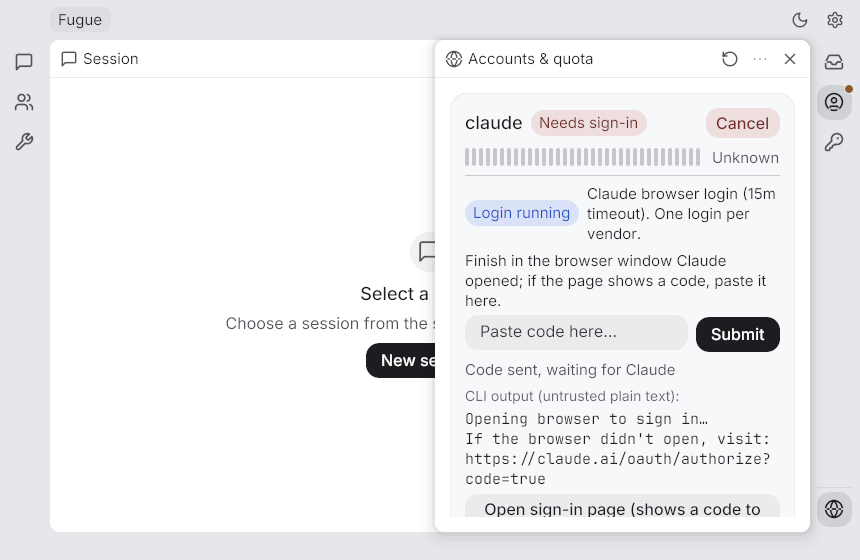 Fugue
Session
Accounts & quota
claude
Needs sign-in
Cancel
Unknown
Login running
Claude browser login (15m
timeout). One login per
vendor.
Finish in the browser window Claude
opened; if the page shows a code, paste it
here.
Paste code here...
Submit
Code sent, waiting for Claude
CLI output (untrusted plain text):
Opening browser to sign in…
If the browser didn't open, visit:
https://claude.ai/oauth/authorize?
code=true
Open sign-in page (shows a code to
Select a
Choose a session from the
New